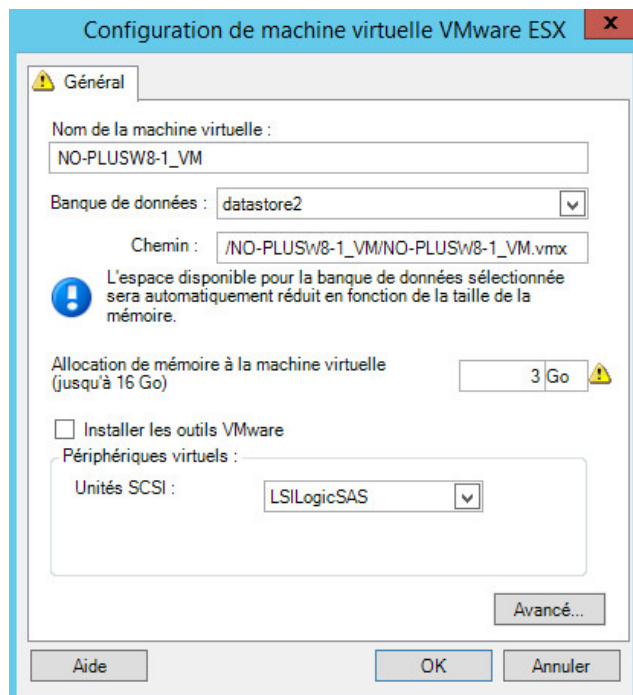 Configuration de machine virtuelle VMware ESX
x
Général
Nom de la machine virtuelle :
NO-PLUSW8-1_VM
Banque de données : datastore2
Chemin : /NO-PLUSW8-1_VM/NO-PLUSW8-1_VM.vmx
L'espace disponible pour la banque de données sélectionnée
sera automatiquement réduit en fonction de la taille de la
mémoire.
Allocation de mémoire à la machine virtuelle
(jusqu'à 16 Go)
3 Go
Installer les outils VMware
Périphériques virtuels :
Unités SCSI : LSILogicSAS
Avancé...
Aide OK Annuler